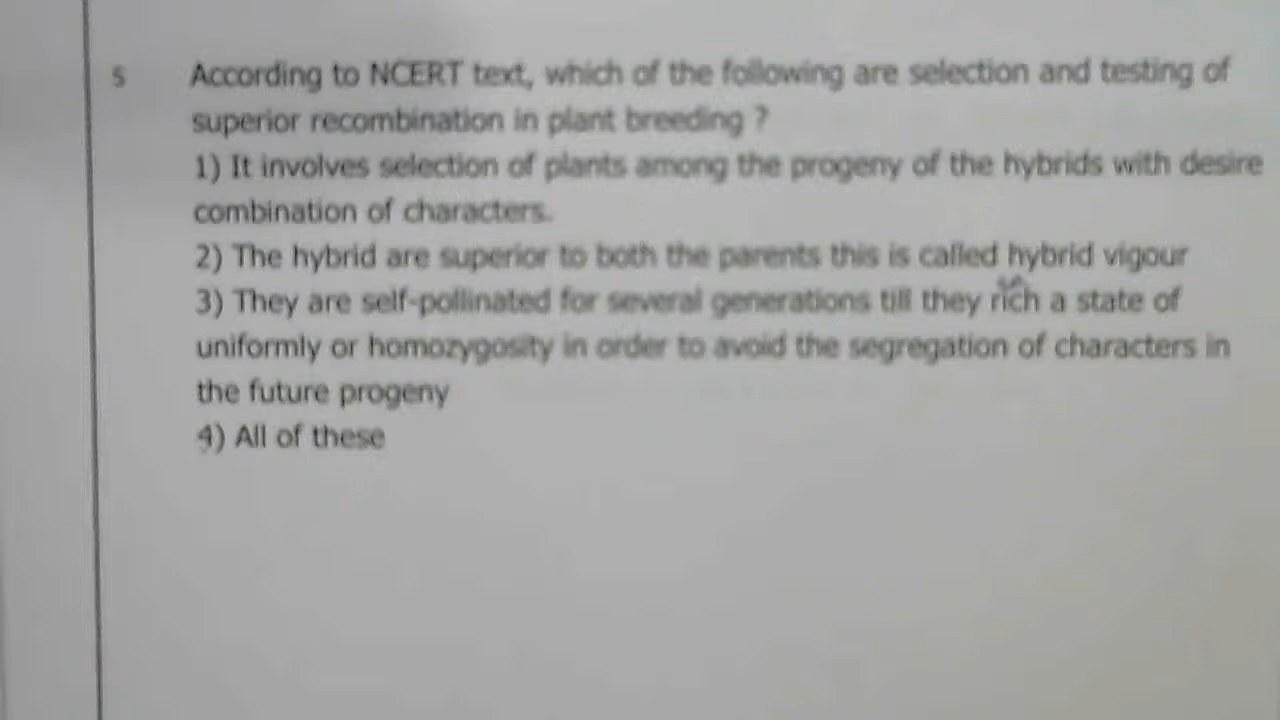 5 According to NCERT text, which of the following are selection and testing of
superior recombination in plant breeding ?
1) It involves selection of plants among the progeny of the hybrids with desire
combination of characters.
2) The hybrid are superior to both the parents this is called hybrid vigour
3) They are self-pollinated for several generations till they rich a state of
uniformly or homozygosity in order to avoid the segregation of characters in
the future progeny
4) All of these